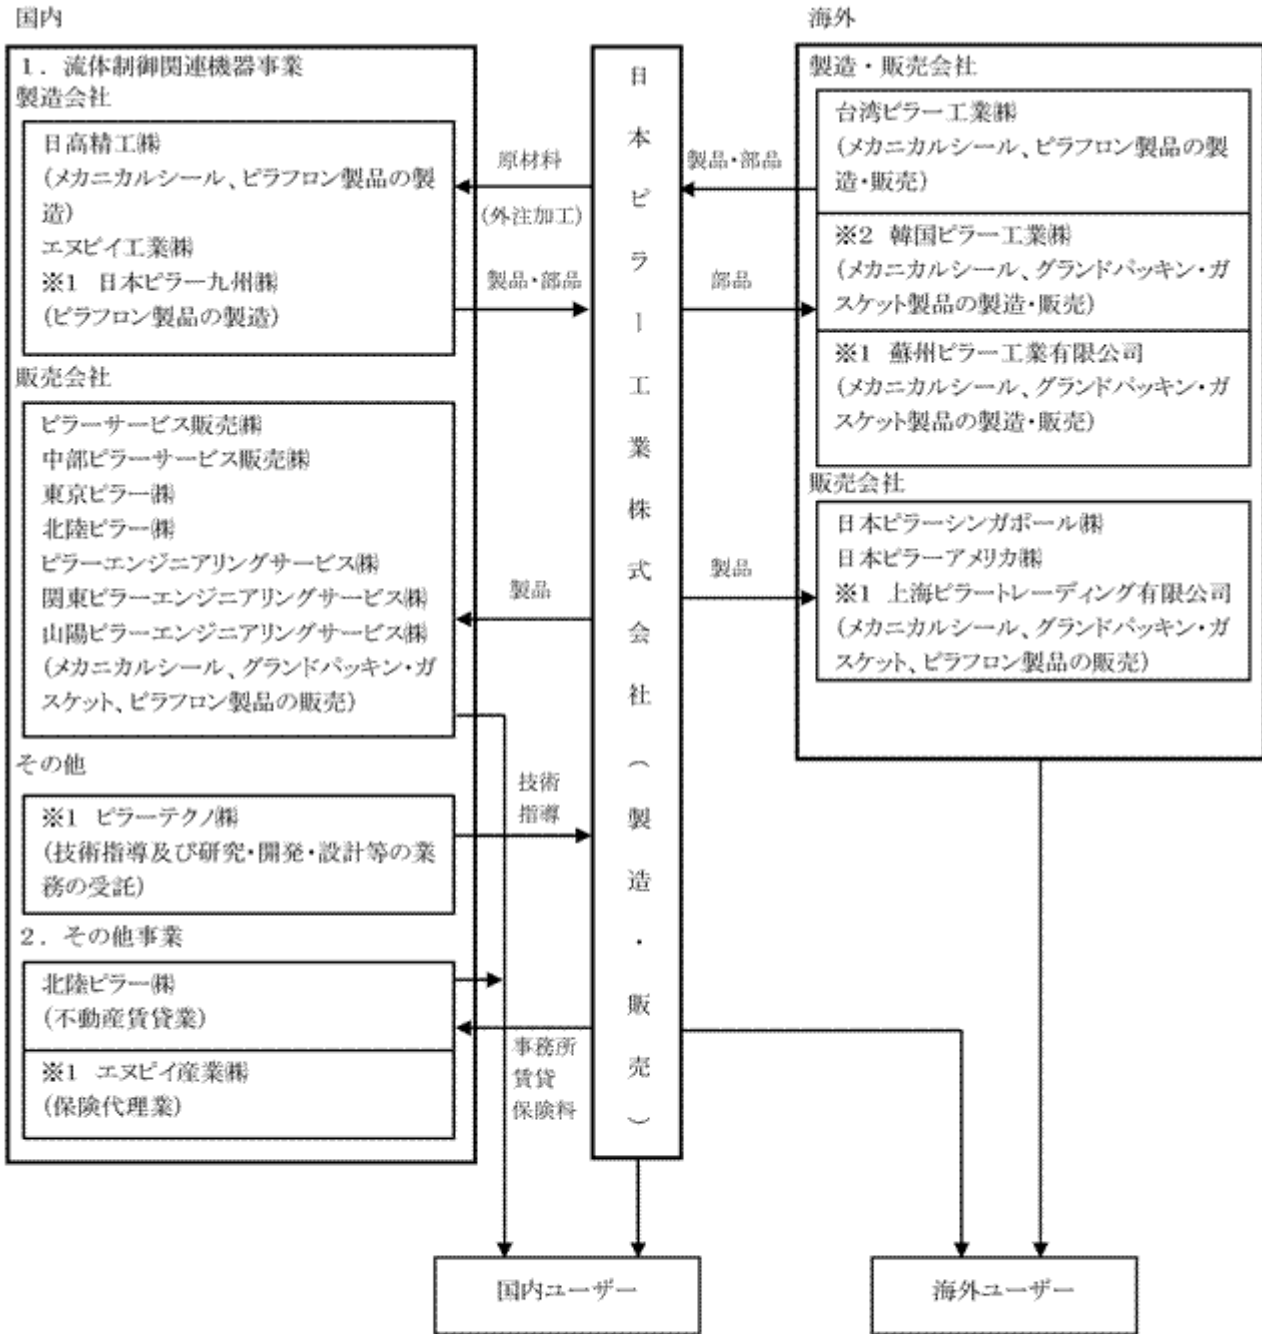 国内
1. 流体制御関連機器事業
製造会社
日高精工㈱
(メカニカルシール、ピラフロン製品の製
造)
エヌピイ工業㈱
※1 日本ピラー九州㈱
(ピラフロン製品の製造)
販売会社
ピラーサービス販売㈱
中部ピラーサービス販売㈱
東京ピラー㈱
北陸ピラー㈱
ピラーエンジニアリングサービス㈱
関東ピラーエンジニアリングサービス㈱
山陽ピラーエンジニアリングサービス㈱
(メカニカルシール、グランドパッキン・ガ
スケット、ピラフロン製品の販売)
その他
※1 ピラーテクノ㈱
(技術指導及び研究・開発・設計等の業
務の受託)
2. その他事業
北陸ピラー㈱
(不動産賃貸業)
※1 エヌピイ産業㈱
(保険代理業)
原材料
(外注加工)
製品・部品
製品
技術
指導
事務所
賃貸
保険料
日本ピラー工業株式会社(製造・販売)
製品・部品
部品
製品
海外
製造・販売会社
台湾ピラー工業㈱
(メカニカルシール、ピラフロン製品の製
造・販売)
※2 韓国ピラー工業㈱
(メカニカルシール、グランドパッキン・ガ
スケット製品の製造・販売)
※1 蘇州ピラー工業有限公司
(メカニカルシール、グランドパッキン・ガ
スケット製品の製造・販売)
販売会社
日本ピラーシンガポール㈱
日本ピラーアメリカ㈱
※1 上海ピラートレーディング有限公司
(メカニカルシール、グランドパッキン・ガ
スケット、ピラフロン製品の販売)
国内ユーザー
海外ユーザー